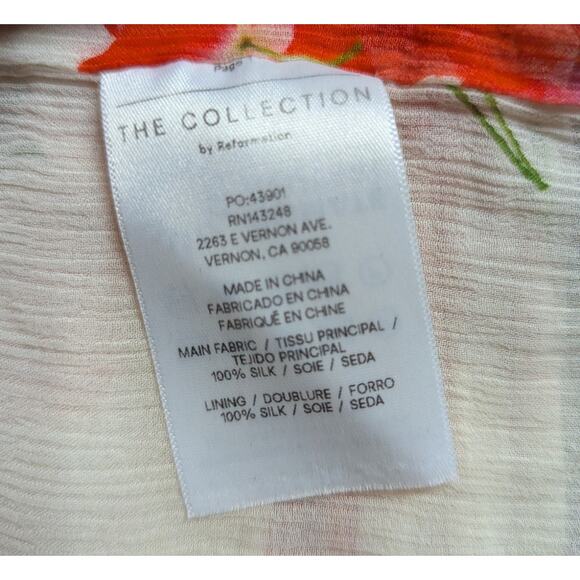 Page
THE COLLECTION
by Reformation
PO:43901
RN143248
2263 E VERNON AVE.
VERNON, CA 90058
MADE IN CHINA
FABRICADO EN CHINA
FABRIQUÉ EN CHINE
MAIN FABRIC / TISSU PRINCIPAL /
TEJIDO PRINCIPAL
100% SILK / SOIE / SEDA
LINING / DOUBLURE / FORRO
100% SILK / SOIE / SEDA